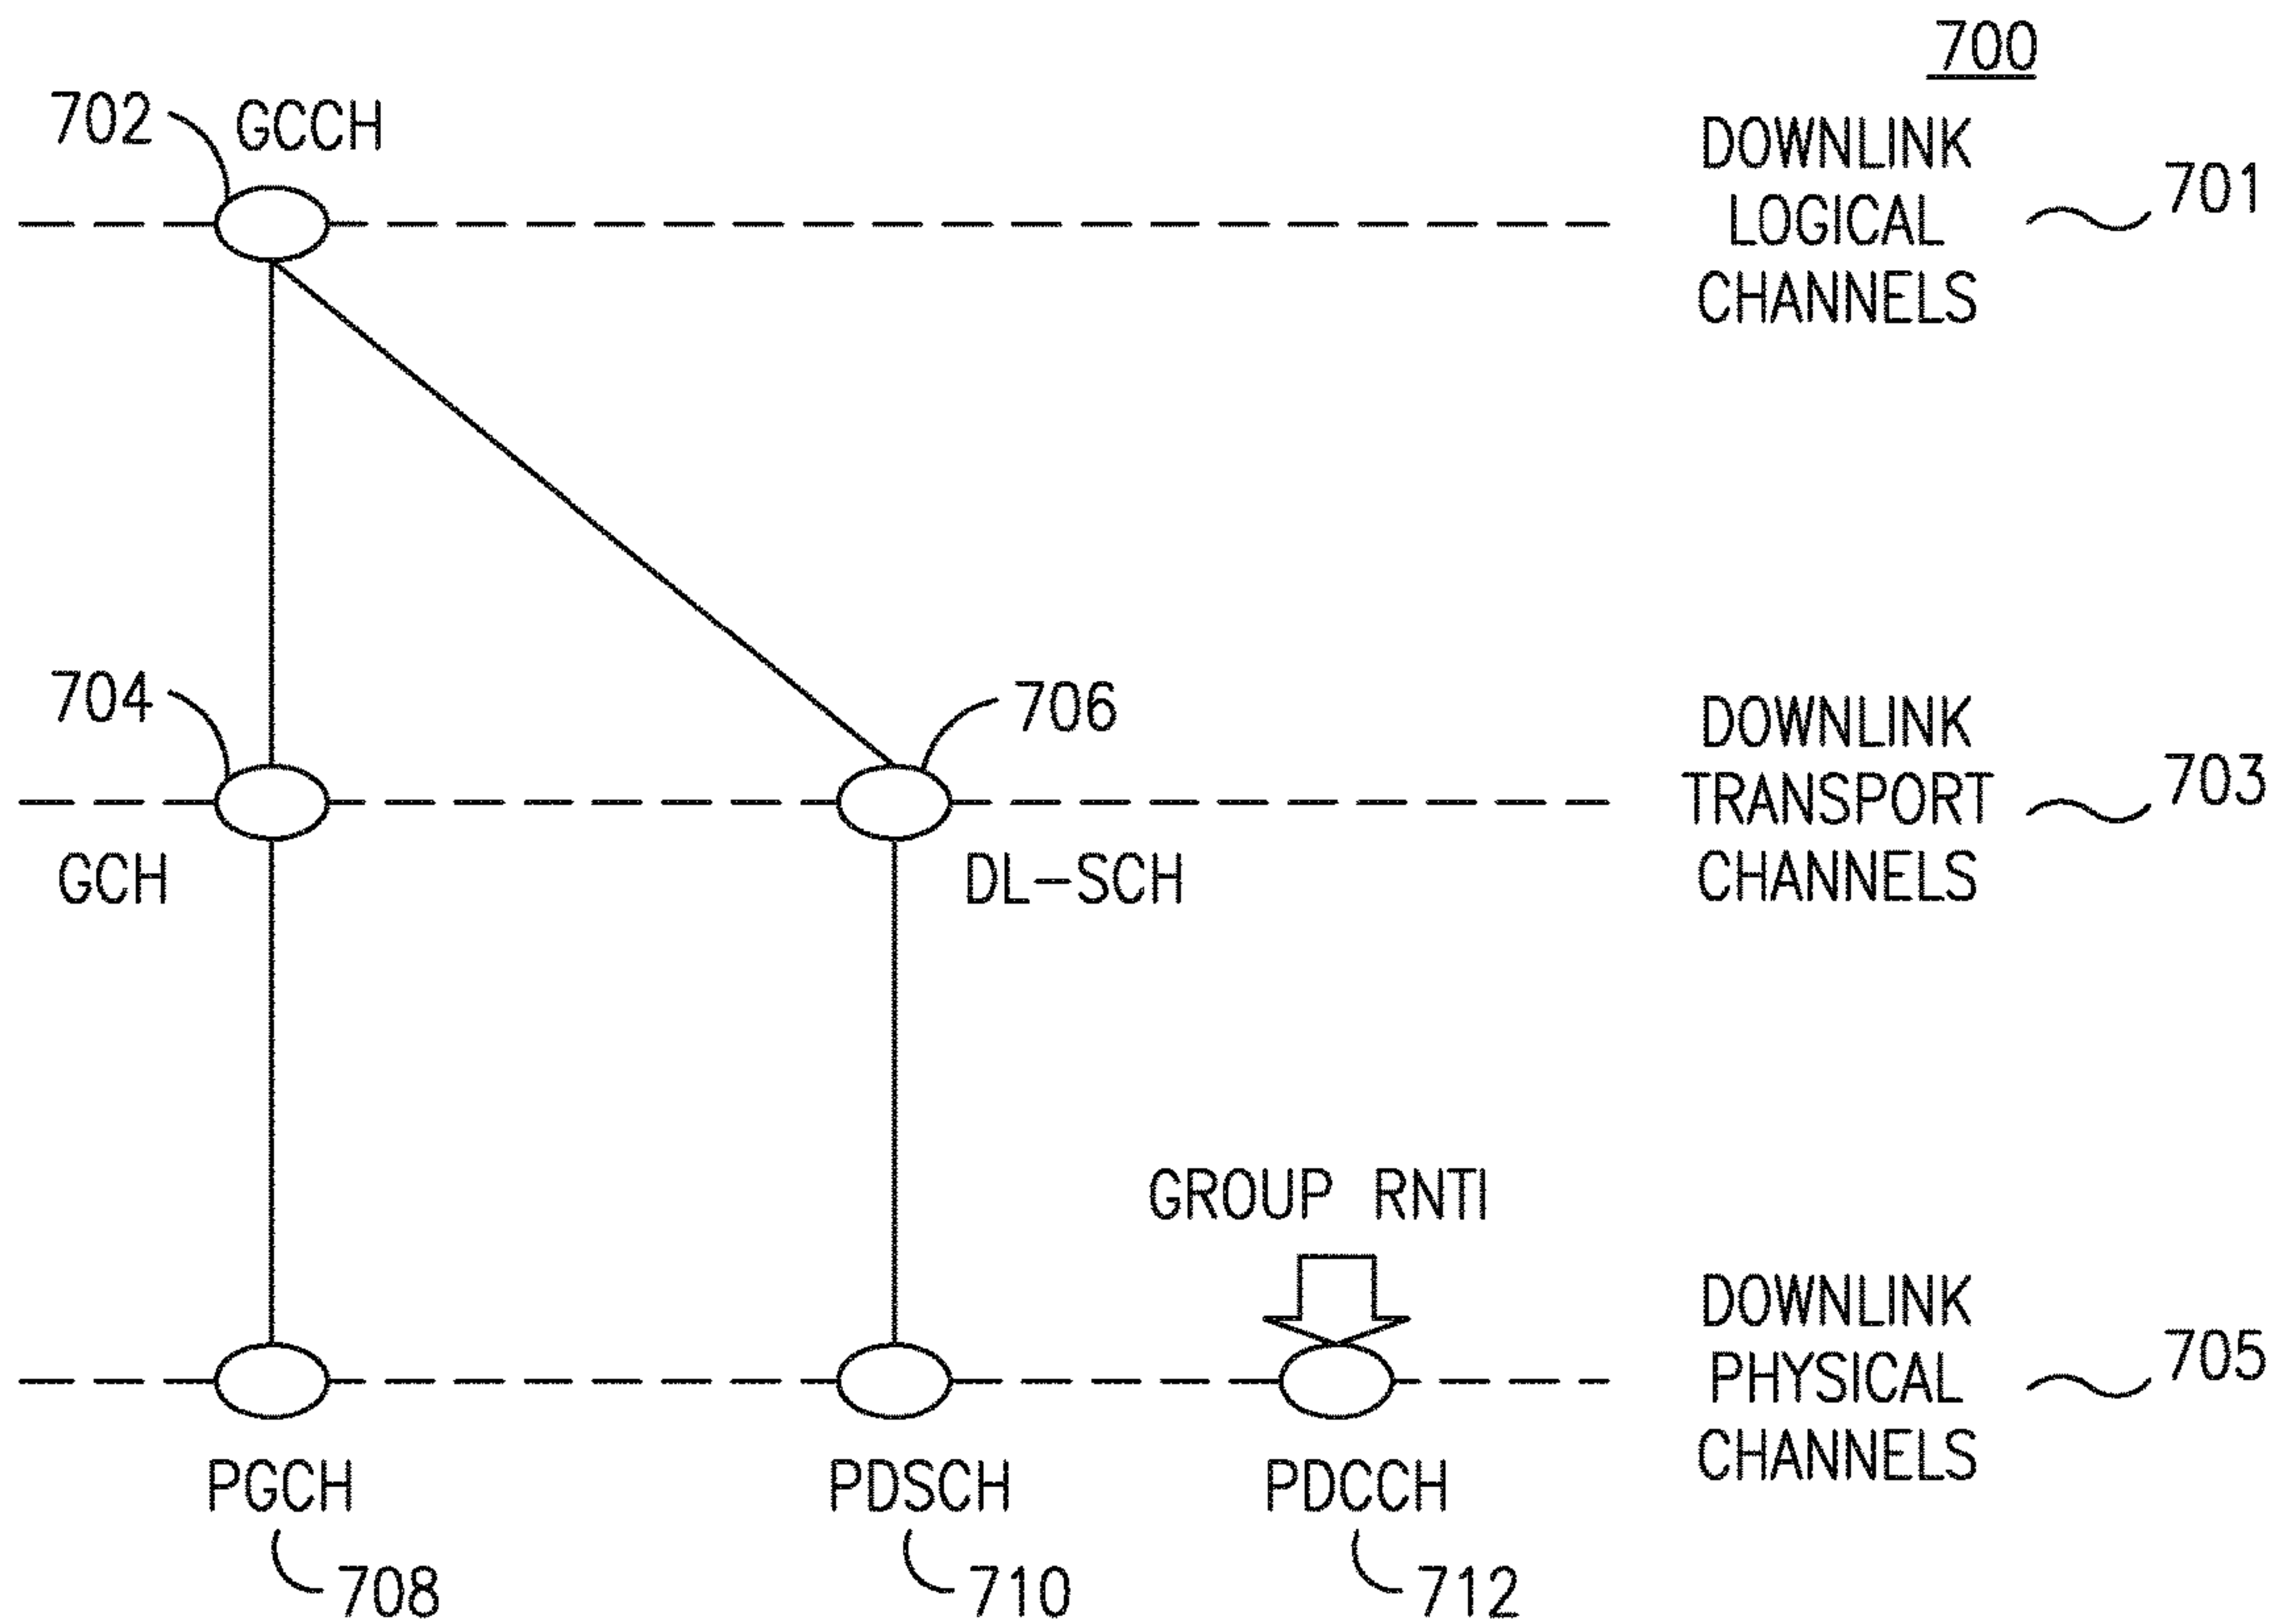 700
702
GCCH
DOWNLINK
LOGICAL
CHANNELS
701
704
706
GCH
DL-SCH
DOWNLINK
TRANSPORT
CHANNELS
703
GROUP RNTI
DOWNLINK
PHYSICAL
CHANNELS
705
PGCH
PDSCH
PDCCH
708
710
712